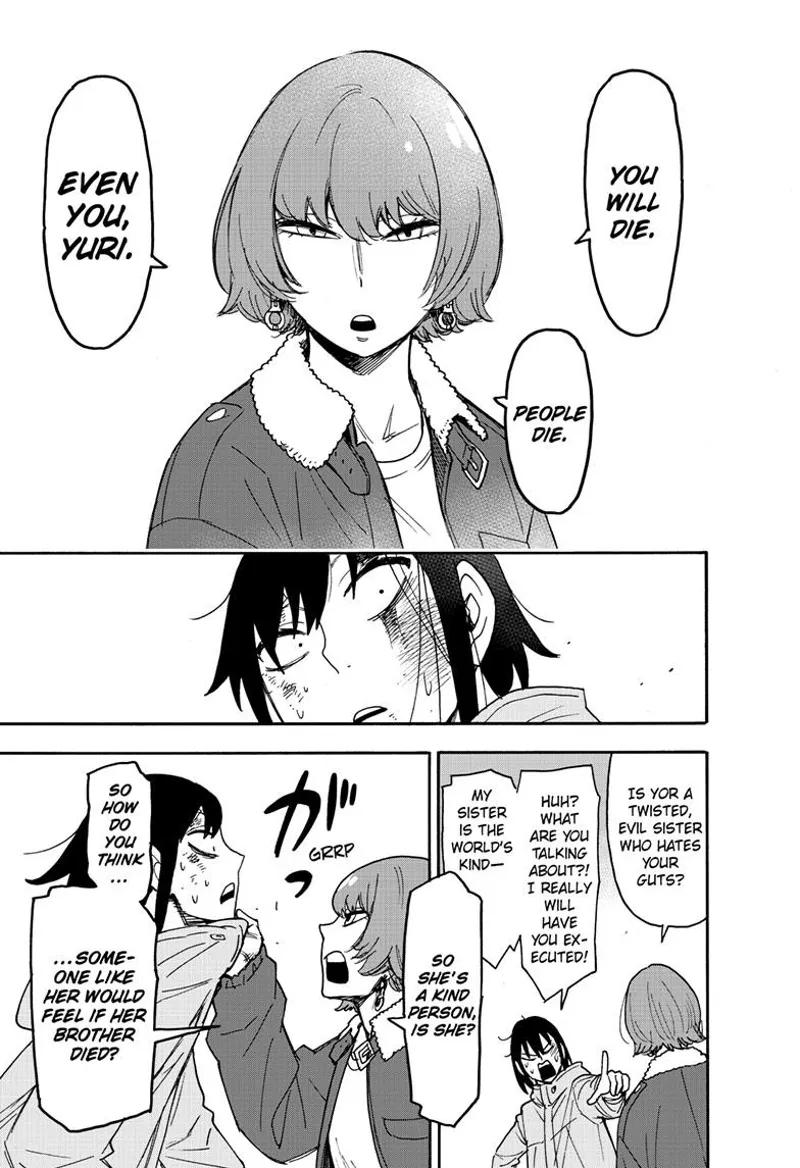 YOU
WILL
DIE.
EVEN
YOU,
YURI.
PEOPLE
DIE.
IS YOR A
TWISTED,
EVIL SISTER
WHO HATES
YOUR
GUTS?
HUH?
WHAT
ARE YOU
TALKING
ABOUT?!
I REALLY
WILL
HAVE
YOU EX-
ECUTED!
MY
SISTER
IS THE
WORLD'S
KIND—
SO
SHE'S
A KIND
PERSON,
IS SHE?
ガッ
GRRP
SO
HOW DO
YOU
THINK
...
...SOME-
ONE LIKE
HER WOULD
FEEL IF HER
BROTHER
DIED?